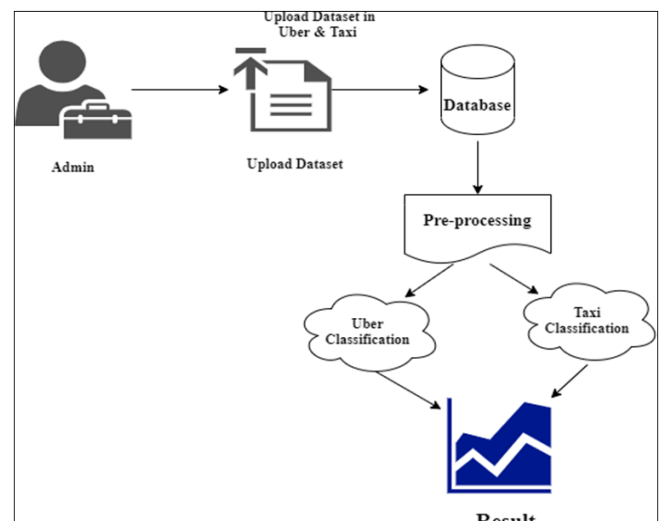 Upload Dataset in
Uber & Taxi
Database
Admin
Upload Dataset
Pre-processing
Uber
Classification
Taxi
Classification
Result